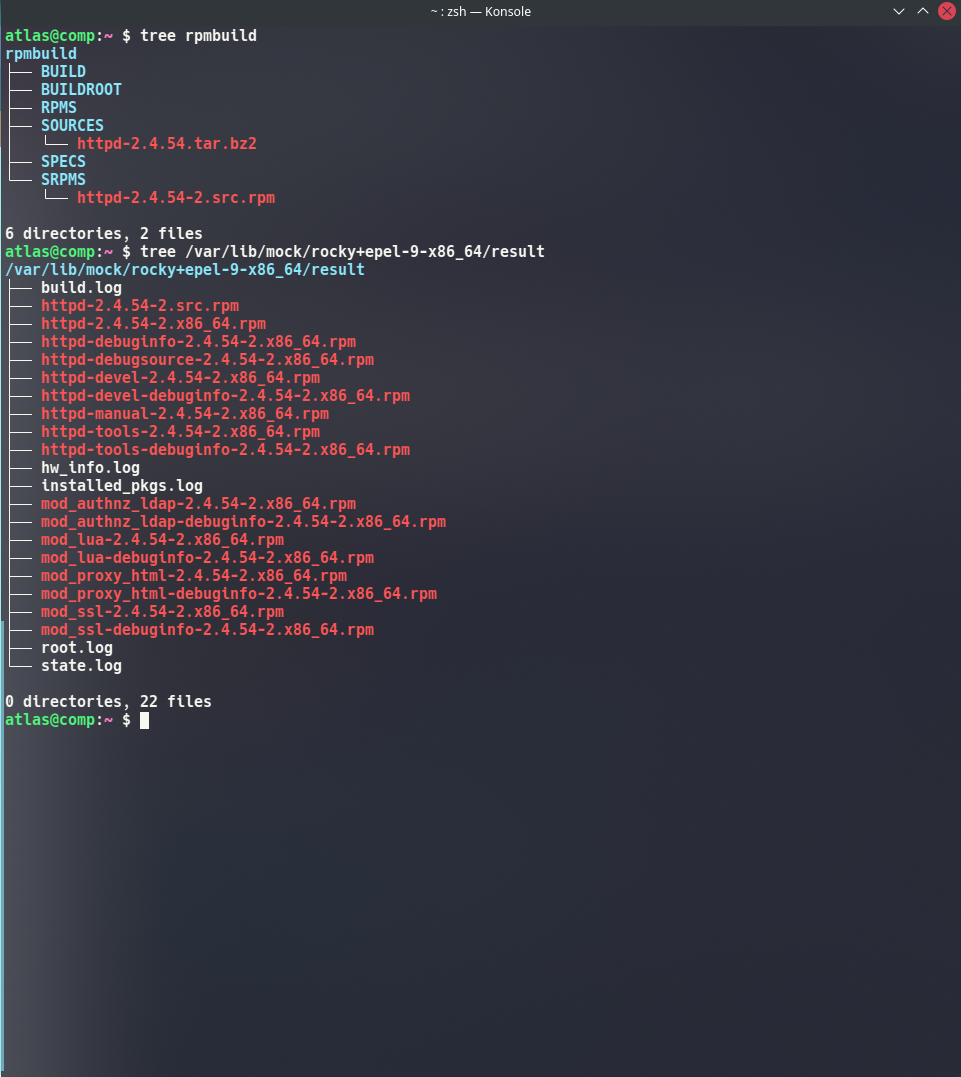 ~ : zsh — Konsole
atlas@comp:~ $ tree rpmbuild
rpmbuild
├── BUILD
├── BUILDROOT
├── RPMS
├── SOURCES
│   └── httpd-2.4.54.tar.bz2
├── SPECS
└── SRPMS
    └── httpd-2.4.54-2.src.rpm
6 directories, 2 files
atlas@comp:~ $ tree /var/lib/mock/rocky+epel-9-x86_64/result
/var/lib/mock/rocky+epel-9-x86_64/result
├── build.log
├── httpd-2.4.54-2.src.rpm
├── httpd-2.4.54-2.x86_64.rpm
├── httpd-debuginfo-2.4.54-2.x86_64.rpm
├── httpd-debugsource-2.4.54-2.x86_64.rpm
├── httpd-devel-2.4.54-2.x86_64.rpm
├── httpd-devel-debuginfo-2.4.54-2.x86_64.rpm
├── httpd-manual-2.4.54-2.x86_64.rpm
├── httpd-tools-2.4.54-2.x86_64.rpm
├── httpd-tools-debuginfo-2.4.54-2.x86_64.rpm
├── hw_info.log
├── installed_pkgs.log
├── mod_authnz_ldap-2.4.54-2.x86_64.rpm
├── mod_authnz_ldap-debuginfo-2.4.54-2.x86_64.rpm
├── mod_lua-2.4.54-2.x86_64.rpm
├── mod_lua-debuginfo-2.4.54-2.x86_64.rpm
├── mod_proxy_html-2.4.54-2.x86_64.rpm
├── mod_proxy_html-debuginfo-2.4.54-2.x86_64.rpm
├── mod_ssl-2.4.54-2.x86_64.rpm
├── mod_ssl-debuginfo-2.4.54-2.x86_64.rpm
├── root.log
└── state.log
0 directories, 22 files
atlas@comp:~ $